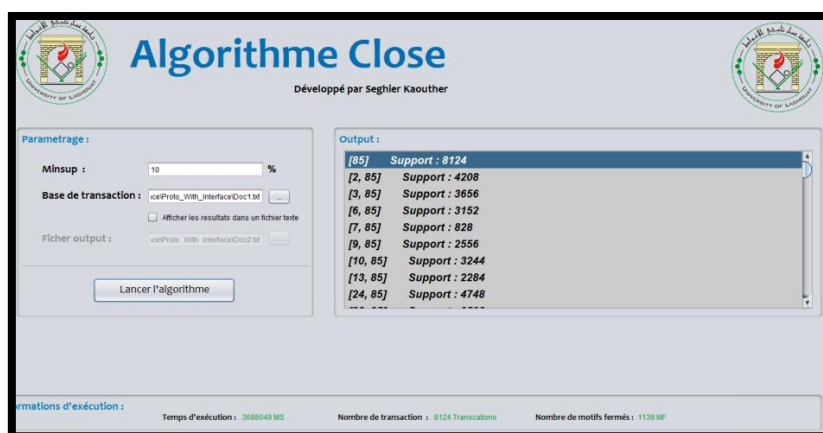 Algorithme Close
Développé par Seghier Kaouther
Parametrage :
Minsup :
10
%
Base de transaction :
ice\Proto_With_Interface\Doc1.txt
...
Afficher les resultats dans un fichier texte
Ficher output :
ice\Proto_With_Interface\Doc2.txt
...
Lancer l'algorithme
Output :
[85] Support : 8124
[2, 85] Support : 4208
[3, 85] Support : 3656
[6, 85] Support : 3152
[7, 85] Support : 828
[9, 85] Support : 2556
[10, 85] Support : 3244
[13, 85] Support : 2284
[24, 85] Support : 4748
rmations d'exécution :
Temps d'exécution : 3688049 MS
Nombre de transaction : 8124 Transcations
Nombre de motifs fermés : 1139 MF